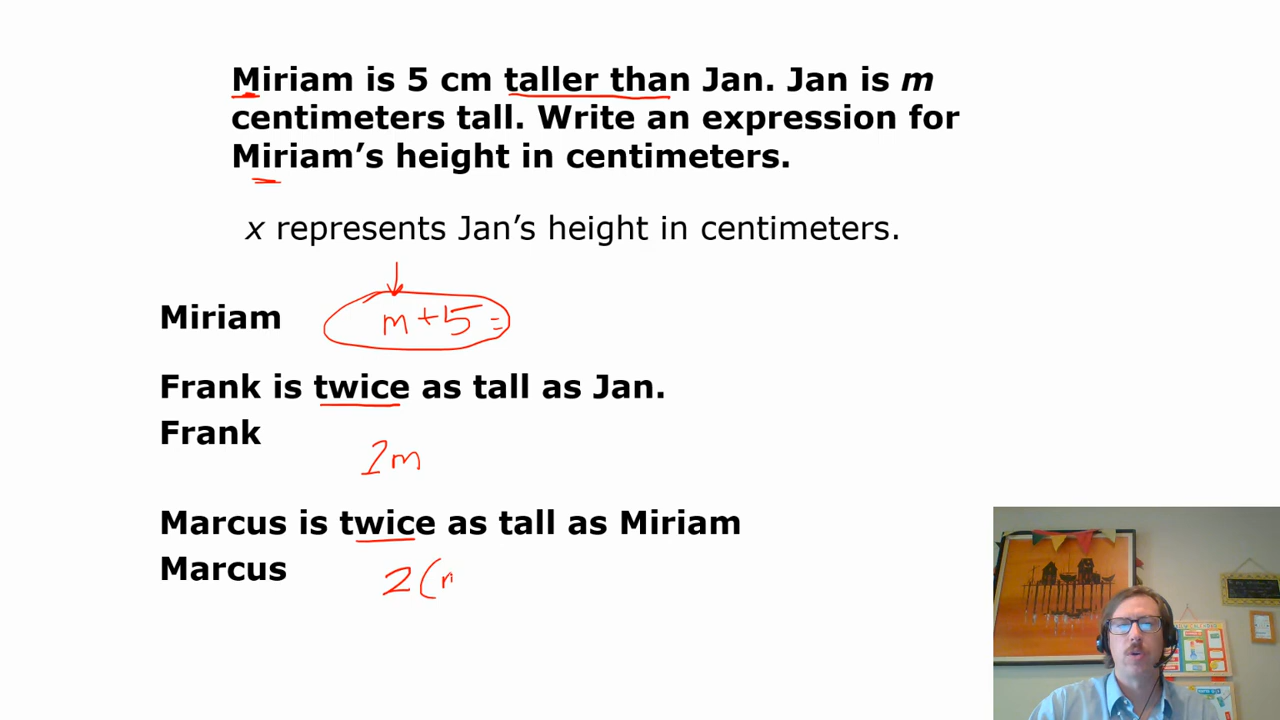 Miriam is 5 cm taller than Jan. Jan is m
centimeters tall. Write an expression for
Miriam's height in centimeters.
x represents Jan's height in centimeters.
Miriam m+5 =
Frank is twice as tall as Jan.
Frank
2m
Marcus is twice as tall as Miriam
Marcus 2(m